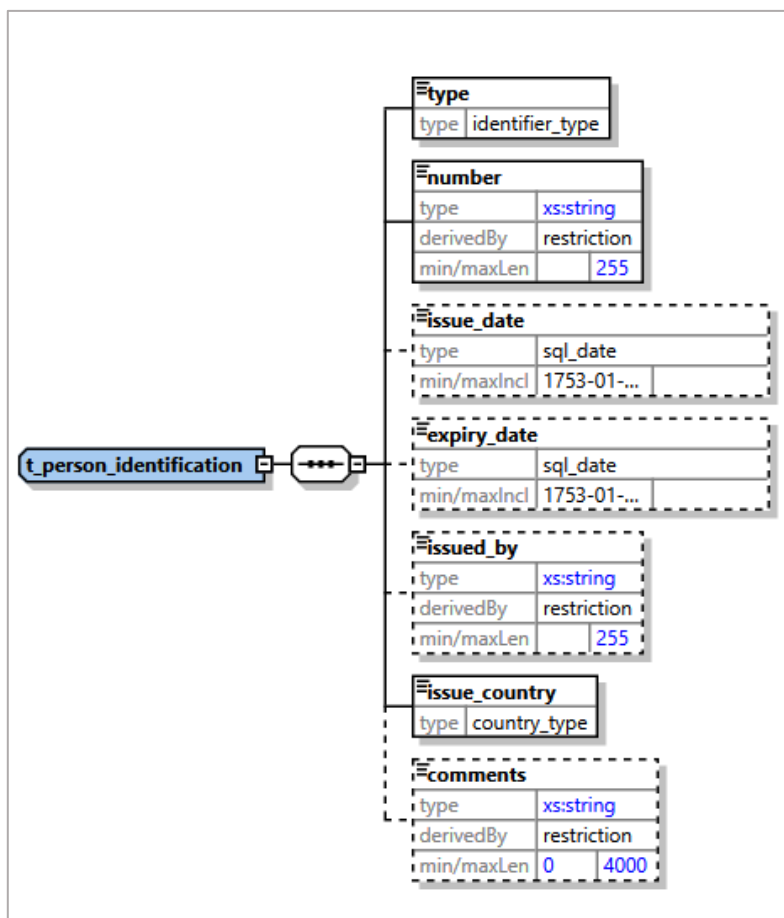 type
type identifier_type
number
type xs:string
derivedBy restriction
min/maxLen 255
issue_date
type sql_date
min/maxIncl 1753-01-...
t_person_identification
expiry_date
type sql_date
min/maxIncl 1753-01-...
issued_by
type xs:string
derivedBy restriction
min/maxLen 255
issue_country
type country_type
comments
type xs:string
derivedBy restriction
min/maxLen 0 4000